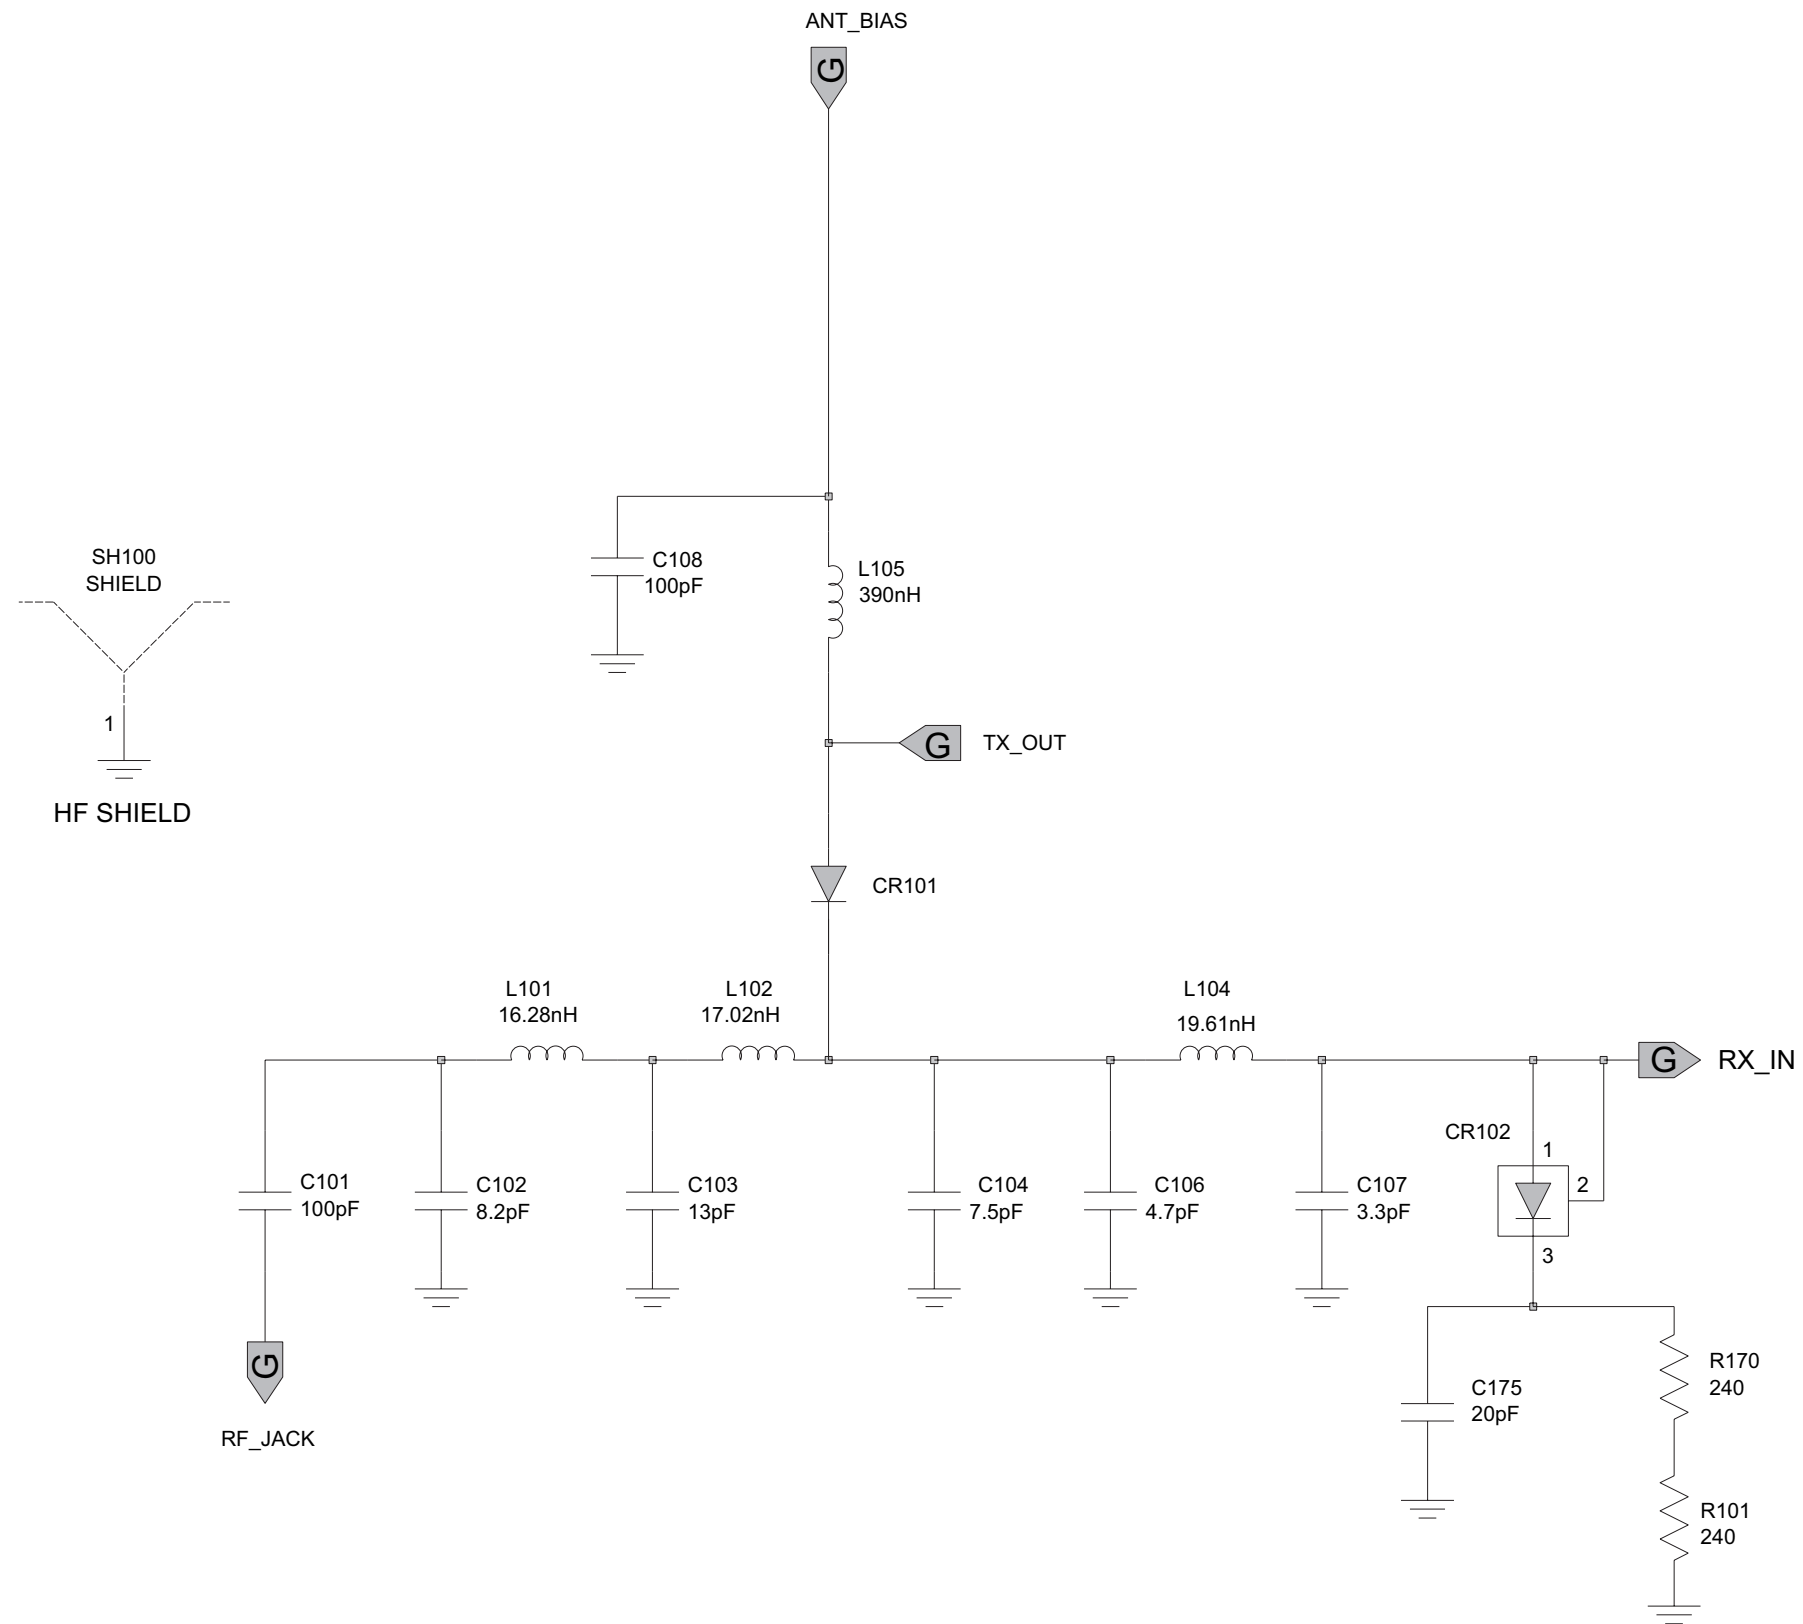 ANT_BIAS
G
SH100
SHIELD
1
HF SHIELD
C108
100pF
L105
390nH
G
TX_OUT
CR101
L101
16.28nH
L102
17.02nH
L104
19.61nH
G
RX_IN
C101
100pF
C102
8.2pF
C103
13pF
C104
7.5pF
C106
4.7pF
C107
3.3pF
CR102
1
2
3
G
RF_JACK
C175
20pF
R170
240
R101
240